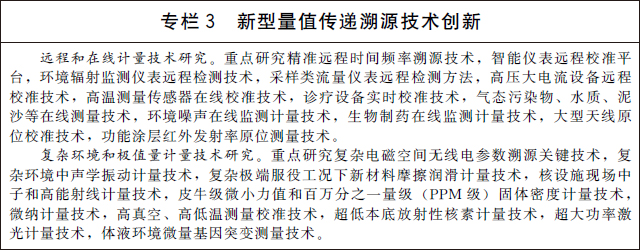 专栏 3 新型量值传递溯源技术创新
远程和在线计量技术研究。重点研究精准远程时间频率溯源技术，智能仪表远程校准平
台，环境辐射监测仪表远程检测技术，采样类流量仪表远程检测方法，高压大电流设备远程
校准技术，高温测量传感器在线校准技术，诊疗设备实时校准技术，气态污染物、水质、泥
沙等在线测量技术，环境噪声在线监测计量技术，生物制药在线监测计量技术，大型天线原
位校准技术，功能涂层红外发射率原位测量技术。
复杂环境和极值量计量技术研究。重点研究复杂电磁空间无线电参数溯源关键技术，复
杂环境中声学振动计量技术，复杂极端服役工况下新材料摩擦润滑计量技术，核设施现场中
子和高能射线计量技术，皮牛级微小力值和百万分之一量级（PPM 级）固体密度计量技术，
微纳计量技术，高真空、高低温测量校准技术，超低本底放射性核素计量技术，超大功率激
光计量技术，体液环境微量基因突变测量技术。